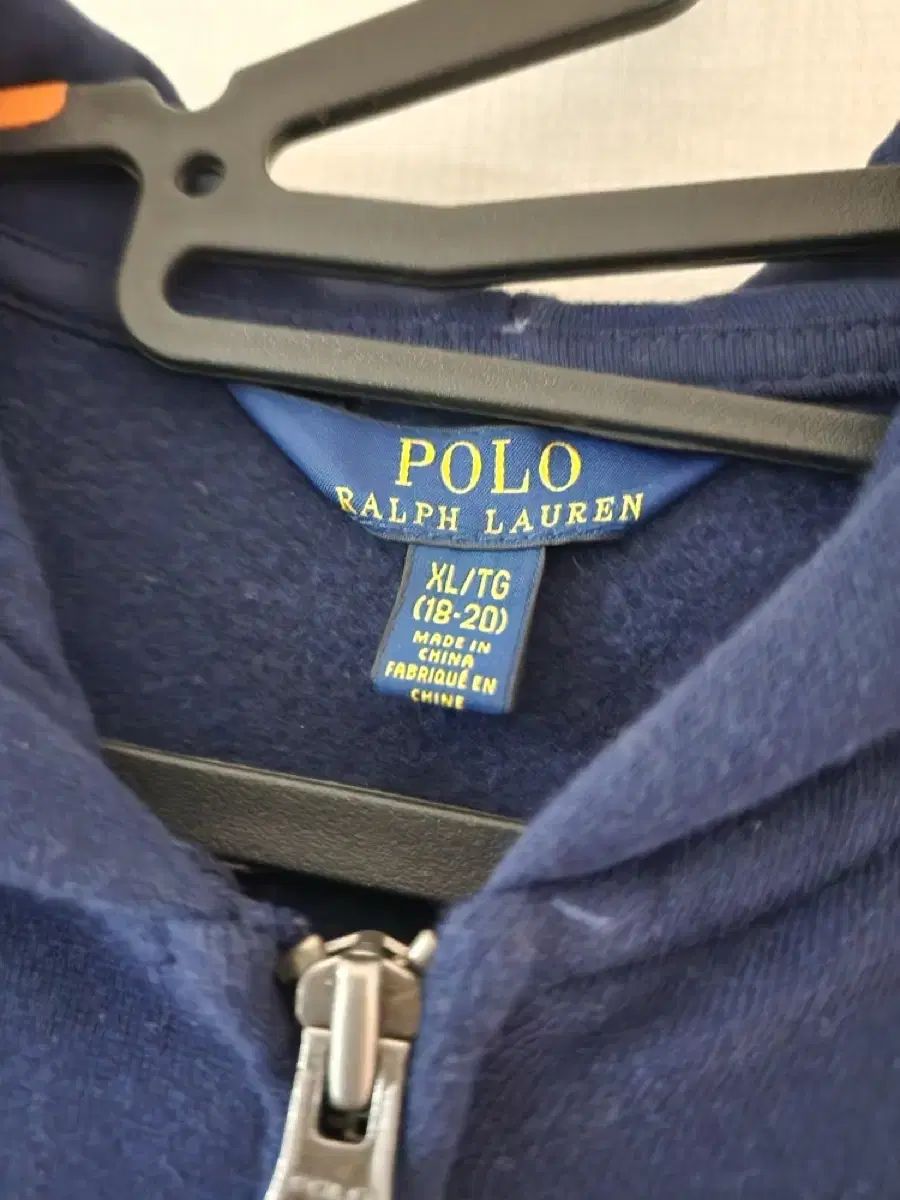 POLO
RALPH LAUREN
XL/TG
(18-20)
MADE IN
CHINA
FABRIQUÉ EN
CHINE